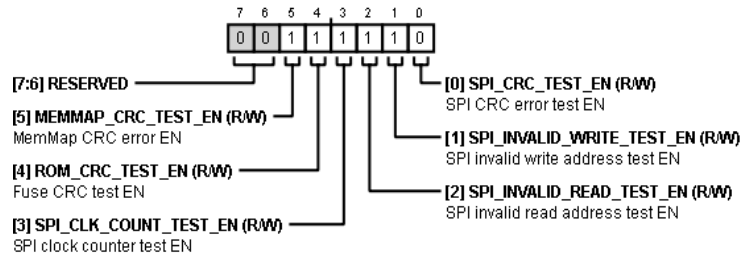 7 6 5 4 3 2 1 0
0 0 1 1 1 1 1 0
[7:6] RESERVED
[5] MEMMAP_CRC_TEST_EN (R/W)
MemMap CRC error EN
[4] ROM_CRC_TEST_EN (R/W)
Fuse CRC test EN
[3] SPI_CLK_COUNT_TEST_EN (R/W)
SPI clock counter test EN
[0] SPI_CRC_TEST_EN (R/W)
SPI CRC error test EN
[1] SPI_INVALID_WRITE_TEST_EN (R/W)
SPI invalid write address test EN
[2] SPI_INVALID_READ_TEST_EN (R/W)
SPI invalid read address test EN